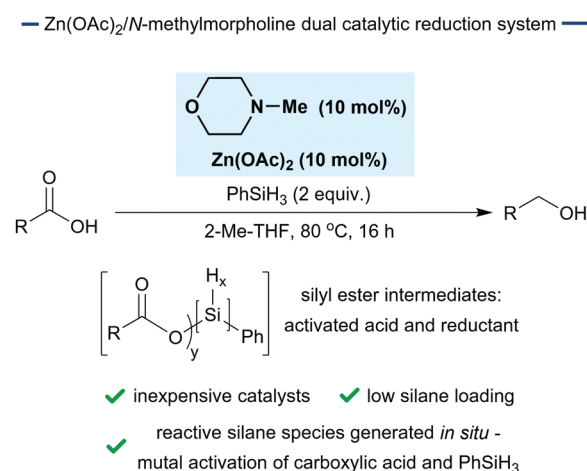 Zn(OAc)₂/N-methylmorpholine dual catalytic reduction system
O N Me (10 mol%)
Zn(OAc)₂ (10 mol%)
PhSiH₃ (2 equiv.)
O
R OH
R OH
2-Me-THF, 80 °C, 16 h
O Hₓ
R O y Si Ph
silyl ester intermediates:
activated acid and reductant
inexpensive catalysts
low silane loading
reactive silane species generated in situ -
mutal activation of carboxylic acid and PhSiH₃